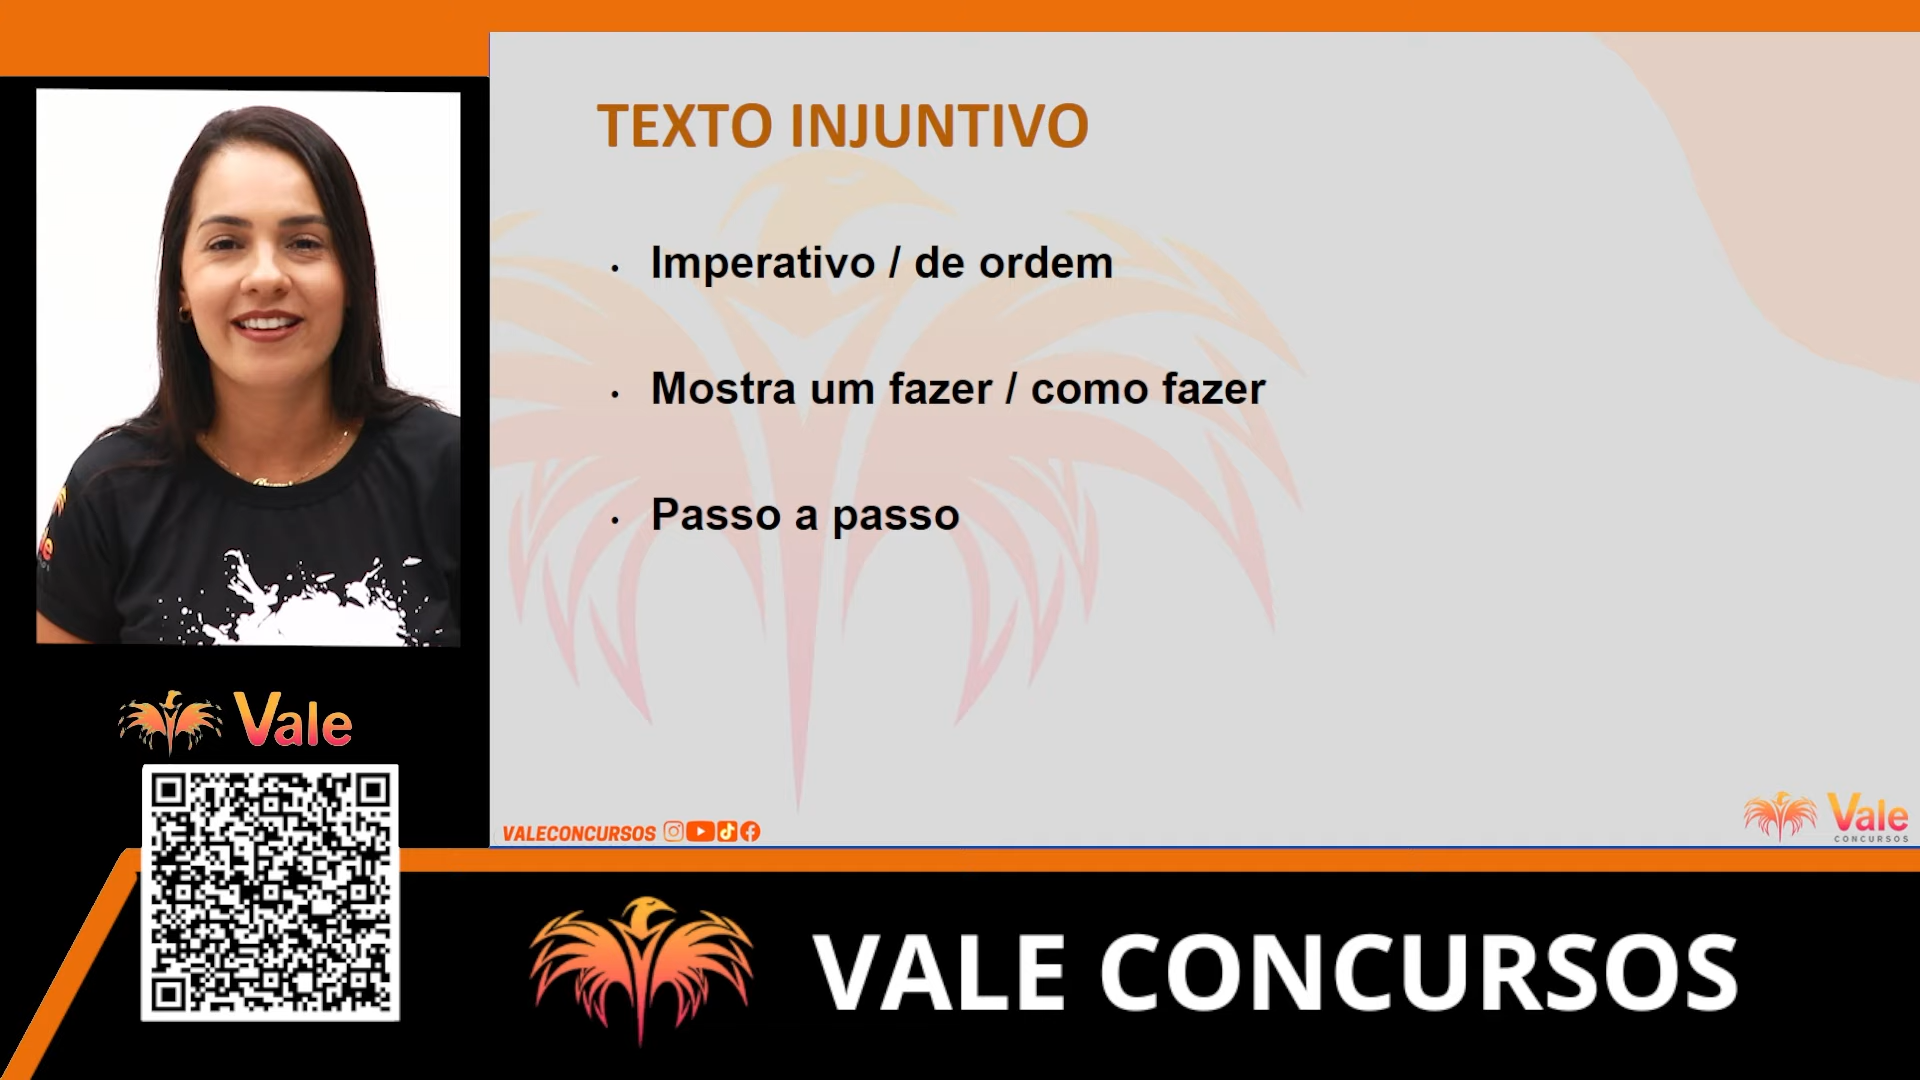 TEXTO INJUNTIVO
• Imperativo / de ordem
• Mostra um fazer / como fazer
• Passo a passo
Vale
VALECONCURSOS
Vale
CONCURSOS
VALE CONCURSOS